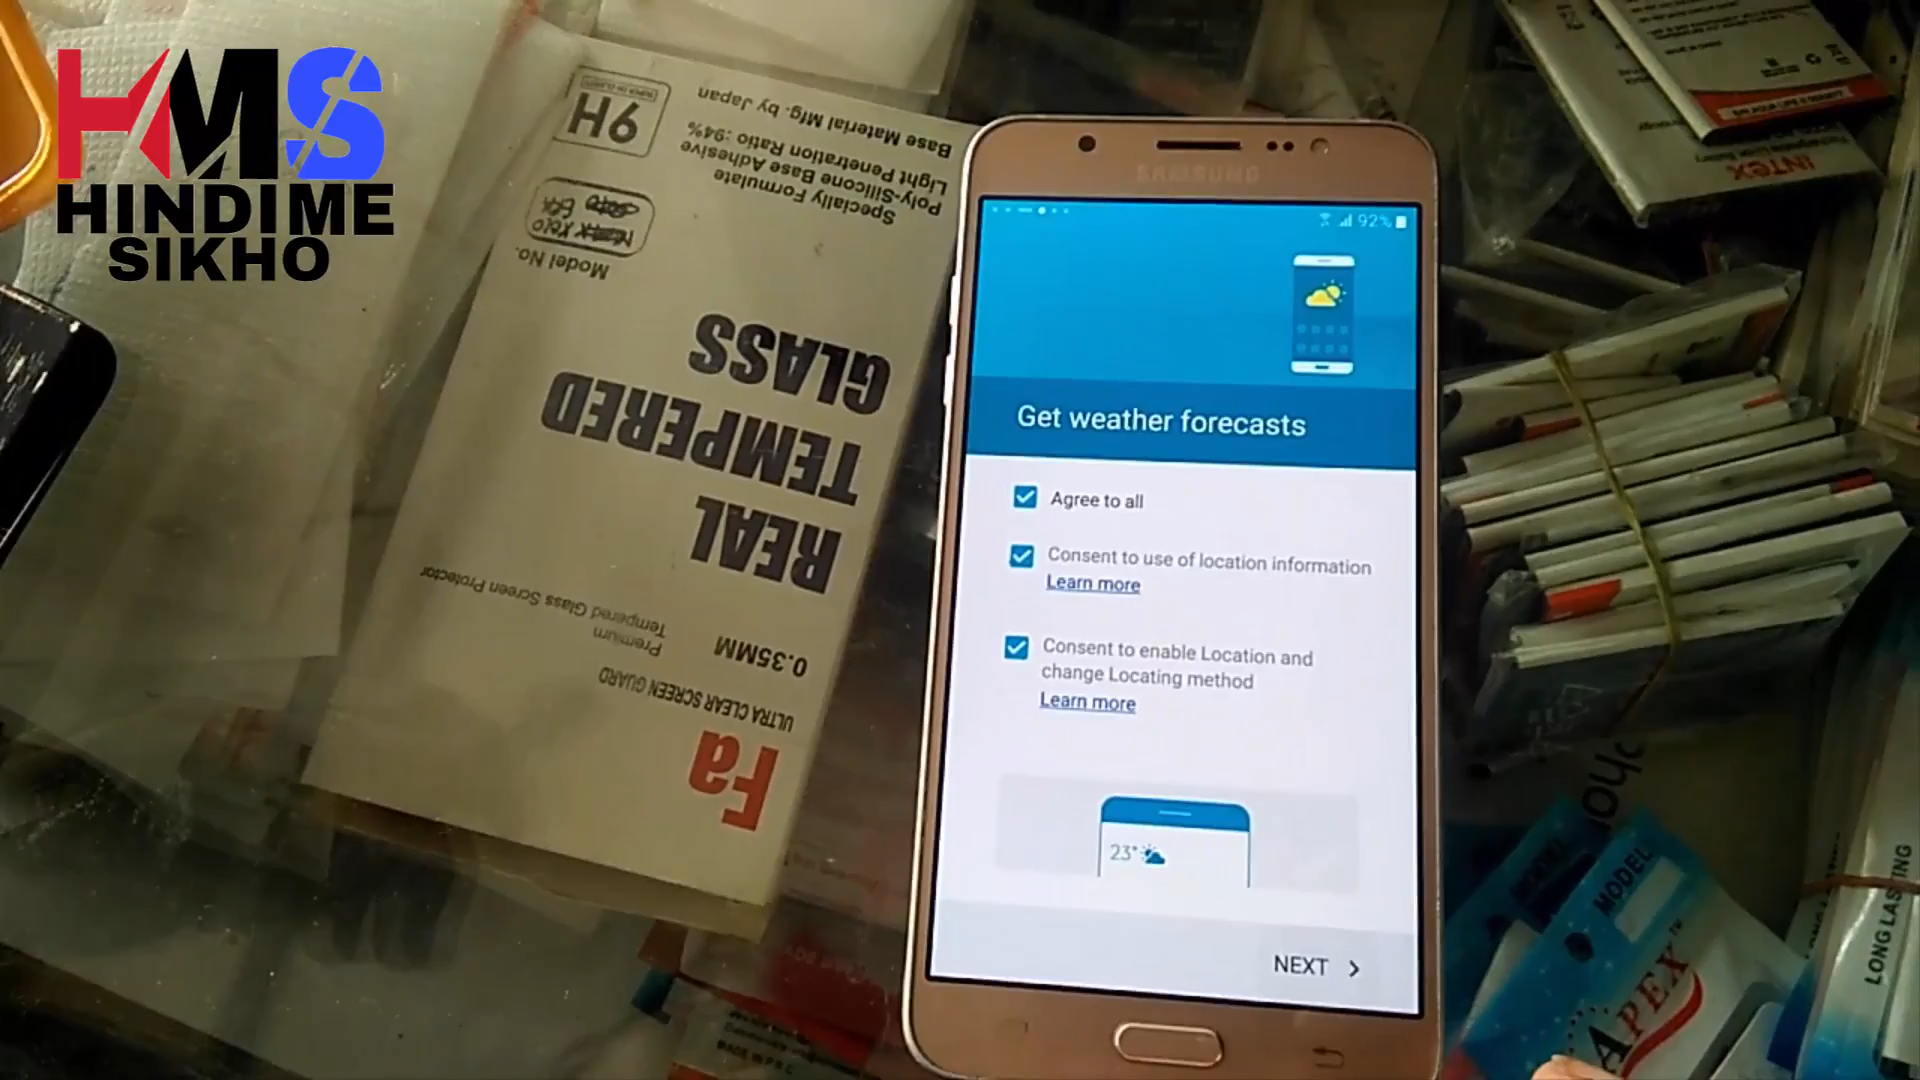 HMS
HINDI ME
SIKHO
9H
Base Material Mfg. by Japan
Light Penetration Ratio :94%
Poly-Silicone Base Adhesive
Specially Formulate
Model No.
REAL
TEMPERED
GLASS
Premium
Tempered Glass Screen Protector
0.35MM
ULTRA CLEAR SCREEN GUARD
Fa
SAMSUNG
92%
Get weather forecasts
Agree to all
Consent to use of location information
Learn more
Consent to enable Location and
change Locating method
Learn more
23°
NEXT
INTEX
MODEL
APEX
LONG LASTING